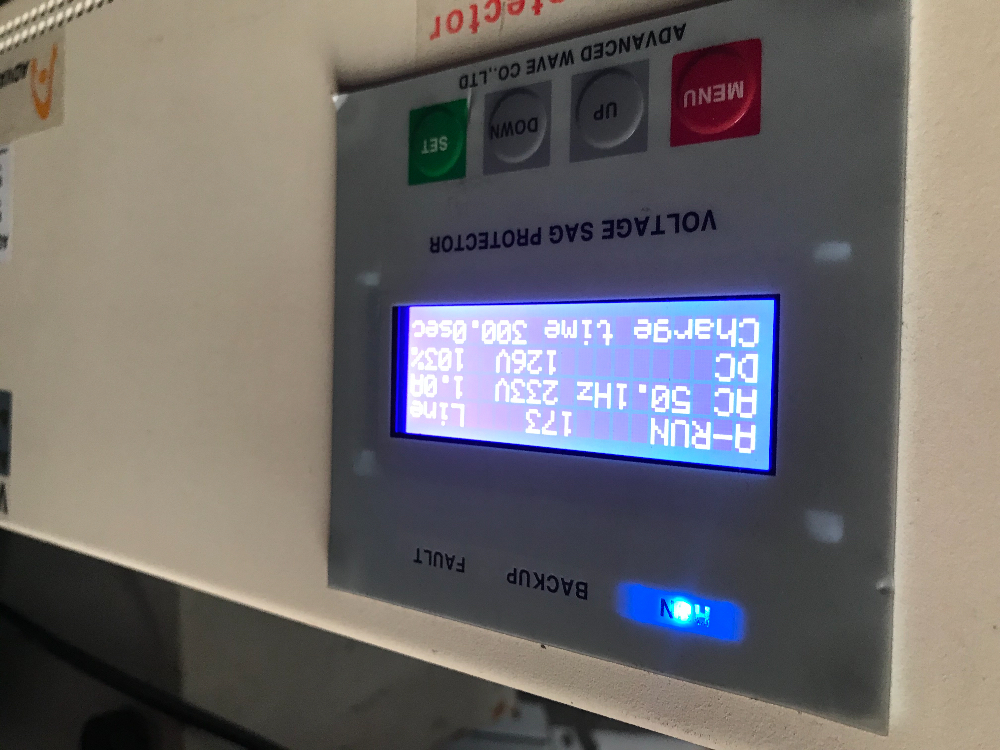 RUN BACKUP FAULT
A-RUN 173 Line
AC 50.1Hz 233V 1.0A
DC 126V 103%
Charge time 300.0sec
VOLTAGE SAG PROTECTOR
MENU UP DOWN SET
ADVANCED WAVE CO.,LTD